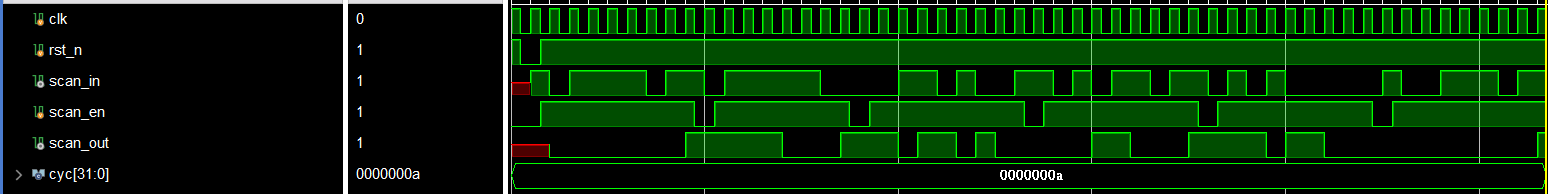 clk 0
rst_n 1
scan_in 1
scan_en 1
scan_out 1
cyc[31:0] 0000000a 0000000a